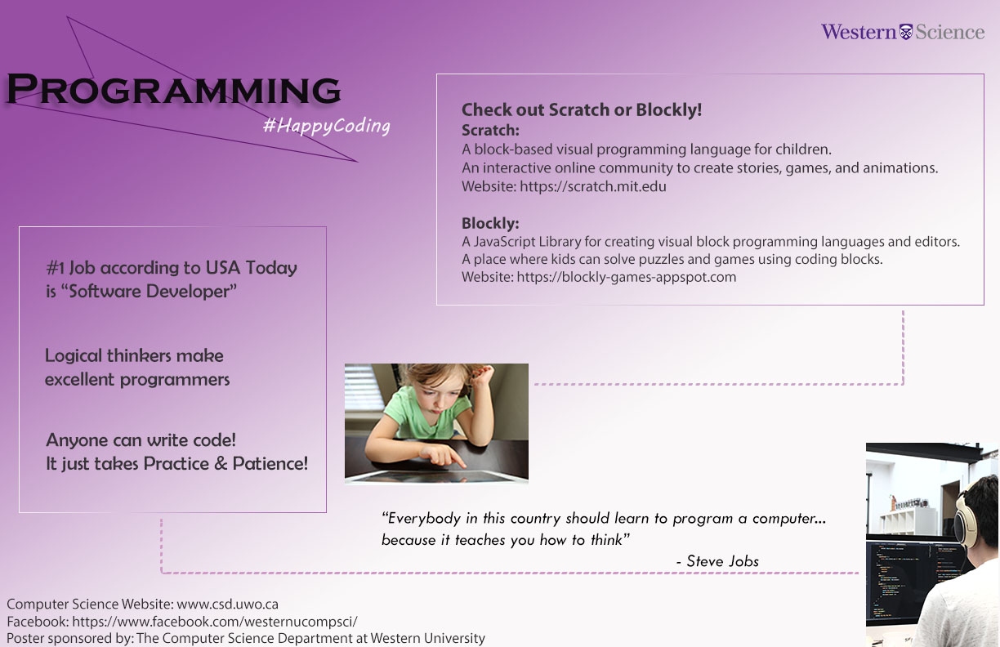 Western Science
PROGRAMMING
#HappyCoding
Check out Scratch or Blockly!
Scratch:
A block-based visual programming language for children.
An interactive online community to create stories, games, and animations.
Website: https://scratch.mit.edu
Blockly:
A JavaScript Library for creating visual block programming languages and editors.
A place where kids can solve puzzles and games using coding blocks.
Website: https://blockly-games-appspot.com
#1 Job according to USA Today
is “Software Developer”
Logical thinkers make
excellent programmers
Anyone can write code!
It just takes Practice & Patience!
“Everybody in this country should learn to program a computer...
because it teaches you how to think”
- Steve Jobs
Computer Science Website: www.csd.uwo.ca
Facebook: https://www.facebook.com/westernucompsci/
Poster sponsored by: The Computer Science Department at Western University